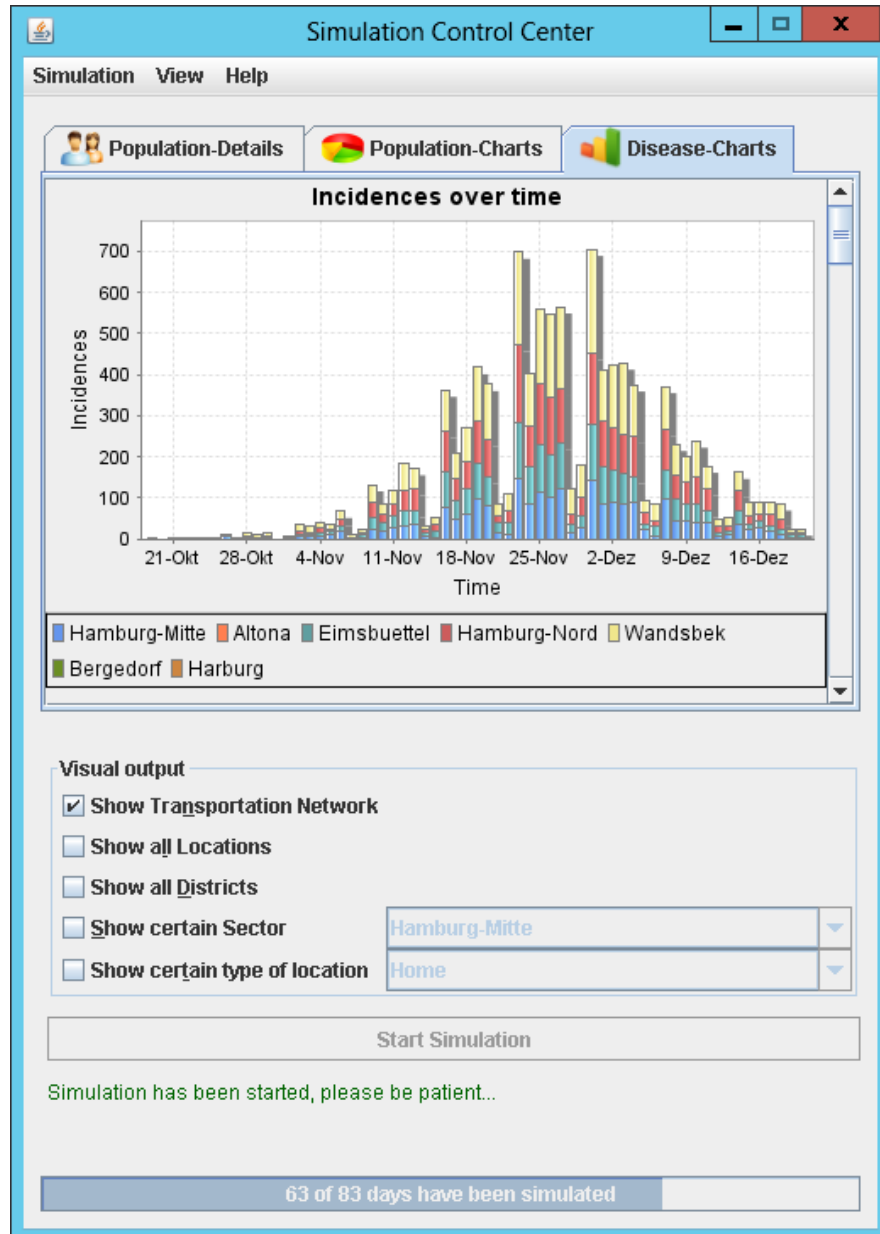 Simulation Control Center
Simulation View Help
Population-Details Population-Charts Disease-Charts
Incidences over time
700
600
500
400
300
200
100
0
Incidences
21-Okt 28-Okt 4-Nov 11-Nov 18-Nov 25-Nov 2-Dez 9-Dez 16-Dez
Time
Hamburg-Mitte Altona Eimsbuettel Hamburg-Nord Wandsbek
Bergedorf Harburg
Visual output
Show Transportation Network
Show all Locations
Show all Districts
Show certain Sector Hamburg-Mitte
Show certain type of location Home
Start Simulation
Simulation has been started, please be patient...
63 of 83 days have been simulated